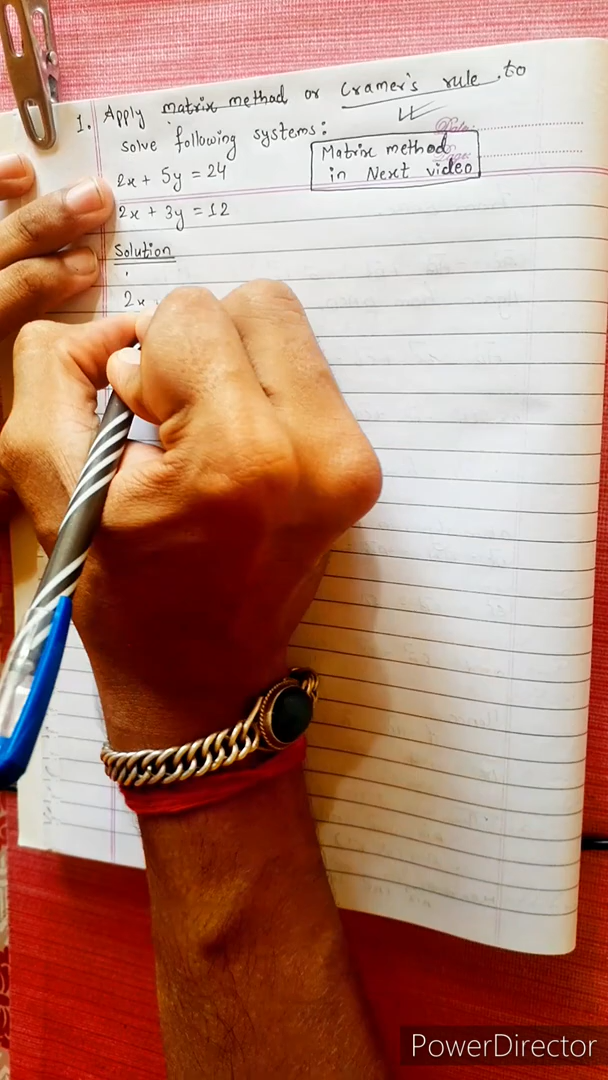 1. Apply matrix method or Cramer's rule to
solve following systems:
Matrix method
in Next video
2x + 5y = 24
2x + 3y = 12
Solution
2x
PowerDirector